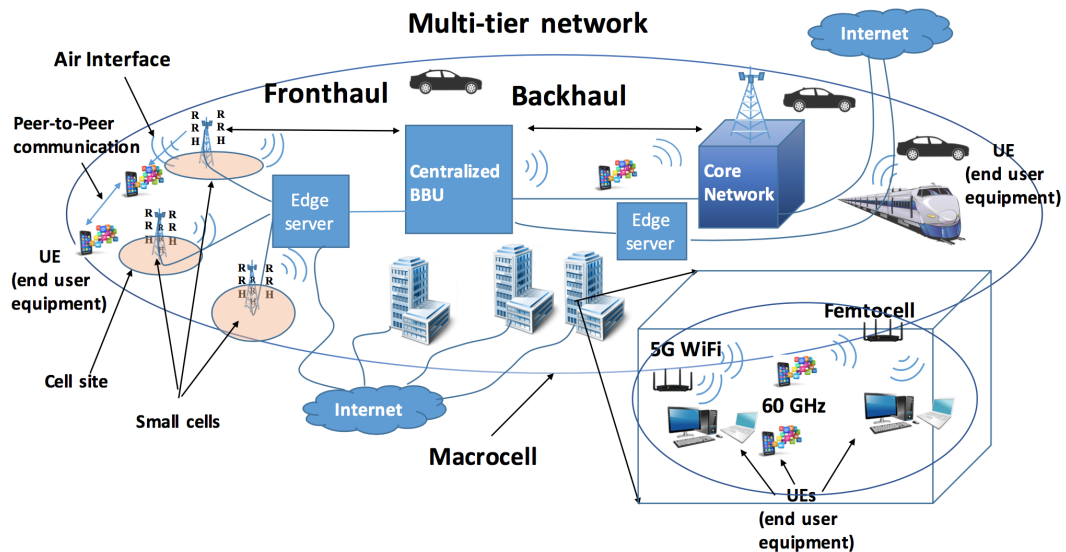 Multi-tier network
Internet
Air Interface
Fronthaul
Backhaul
Peer-to-Peer
communication
R R
R R
H H
Centralized
BBU
Core
Network
UE
(end user
equipment)
Edge
server
Edge
server
R R
R R
H H
UE
(end user
equipment)
R R
R R
H H
Femtocell
5G WiFi
Cell site
Small cells
Internet
60 GHz
Macrocell
UEs
(end user
equipment)